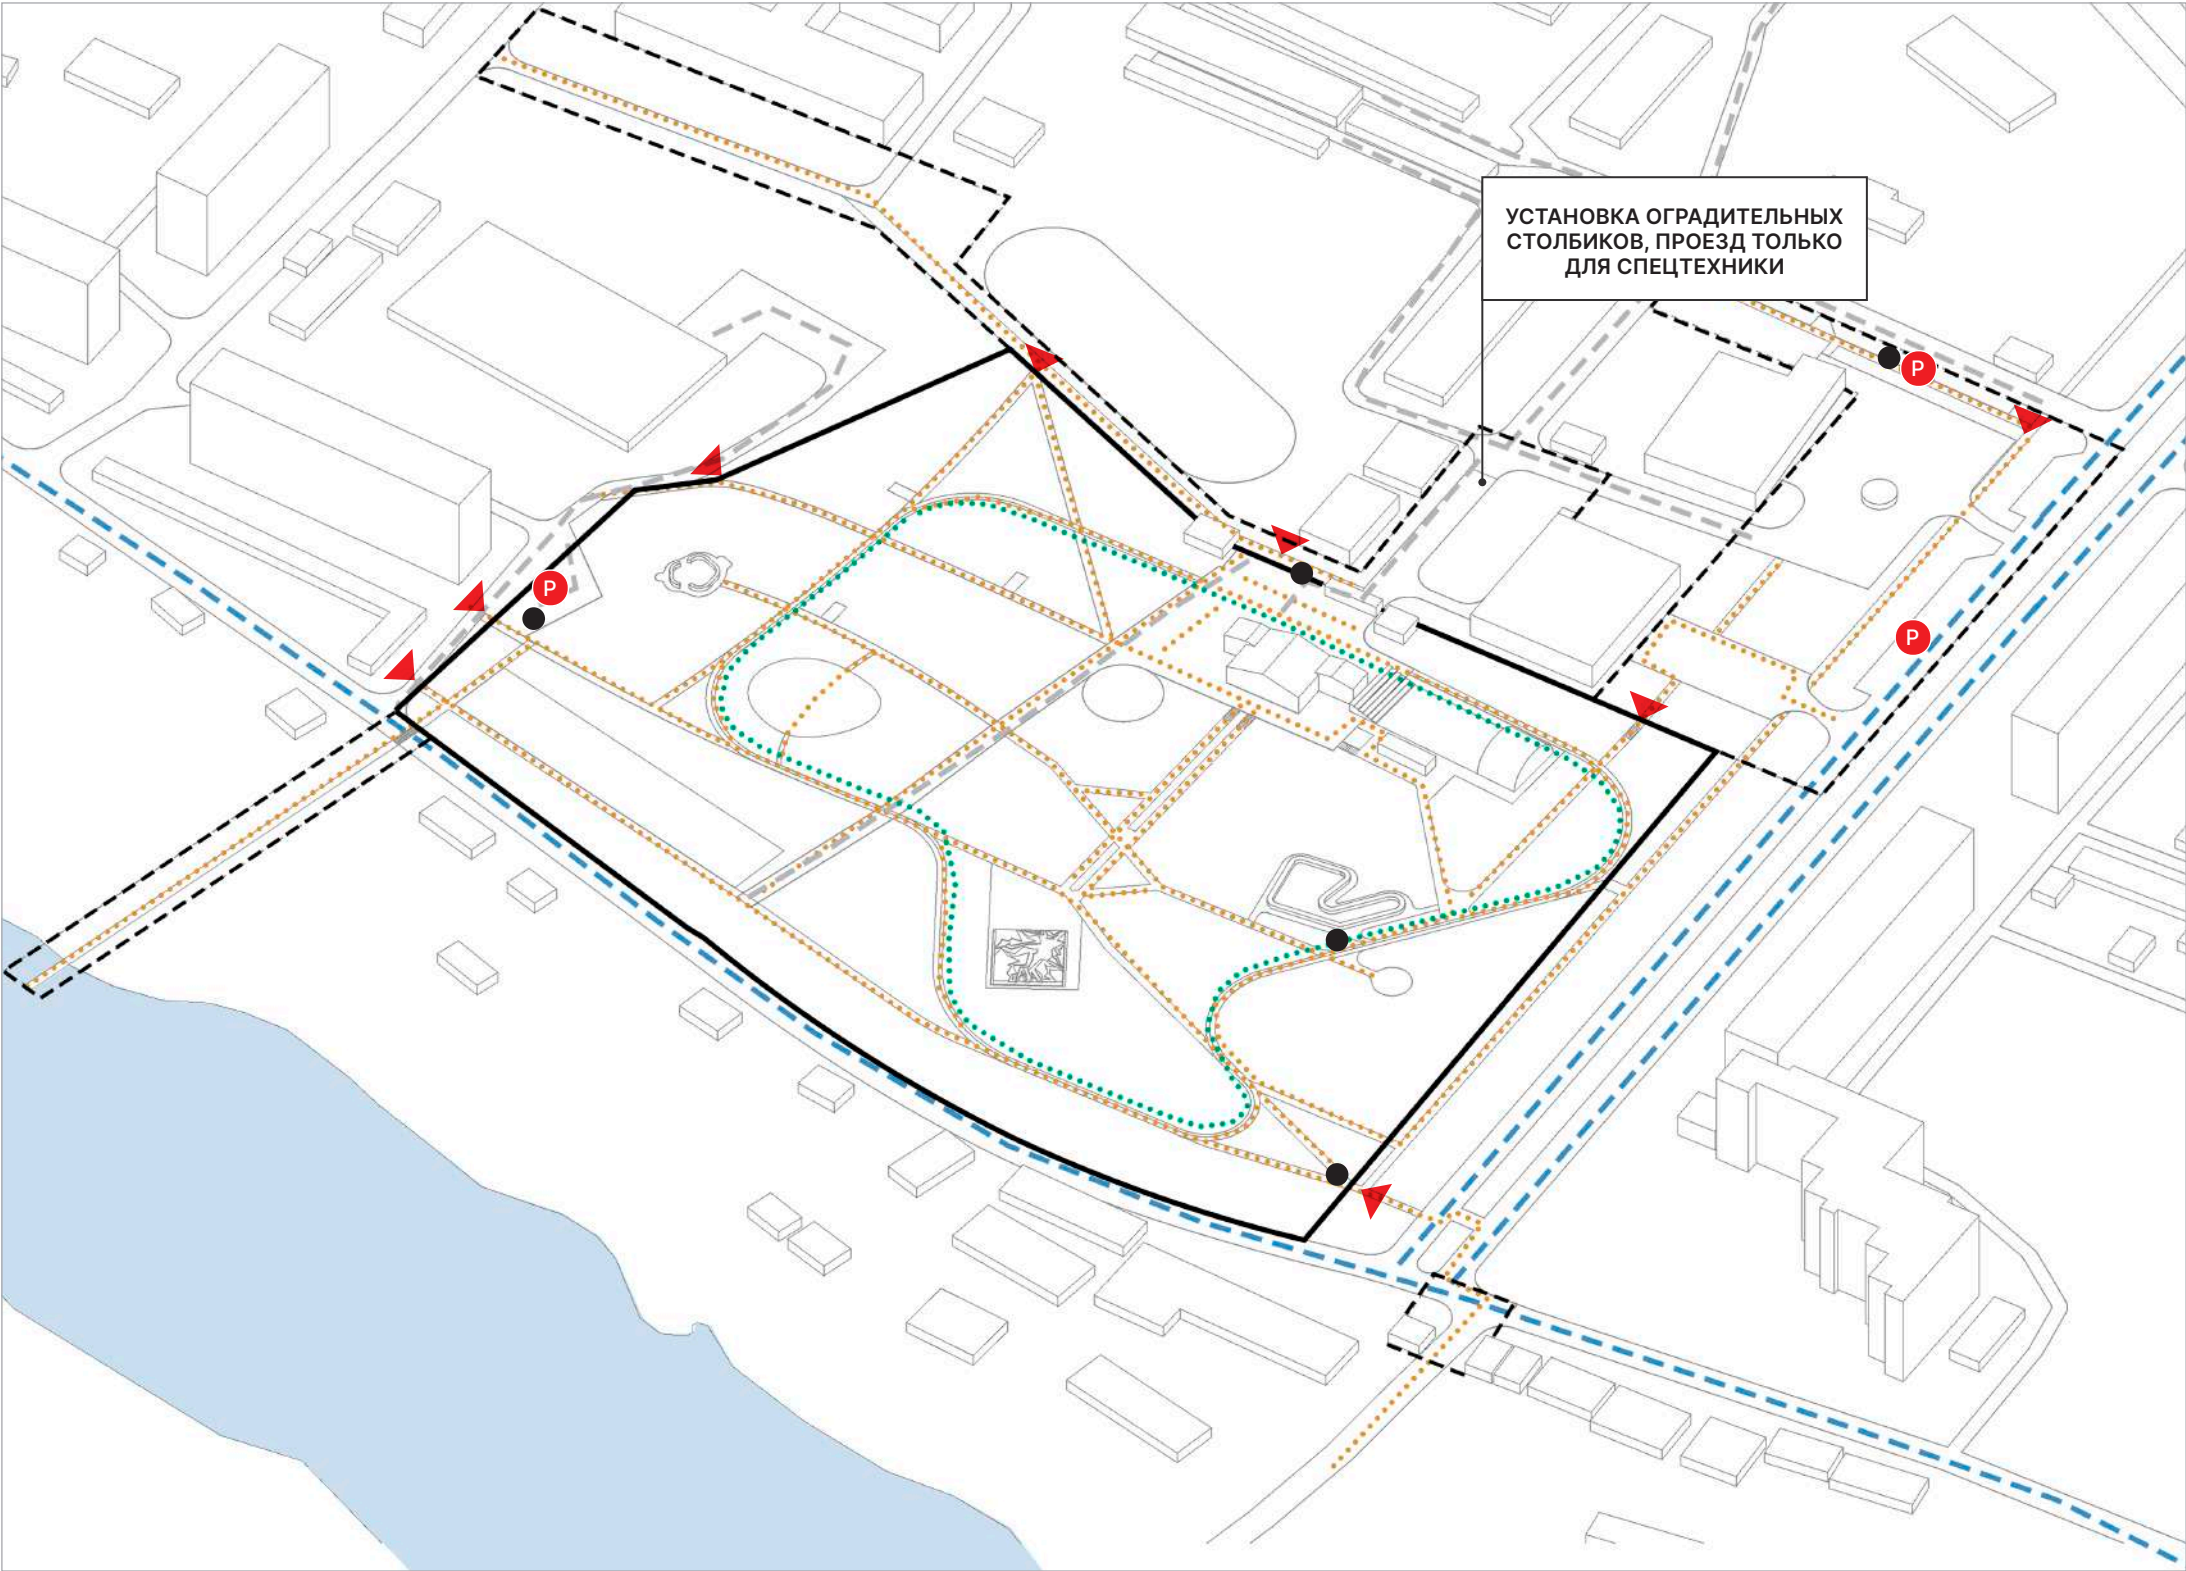 УСТАНОВКА ОГРАДИТЕЛЬНЫХ
СТОЛБИКОВ, ПРОЕЗД ТОЛЬКО
ДЛЯ СПЕЦТЕХНИКИ
P
P
P